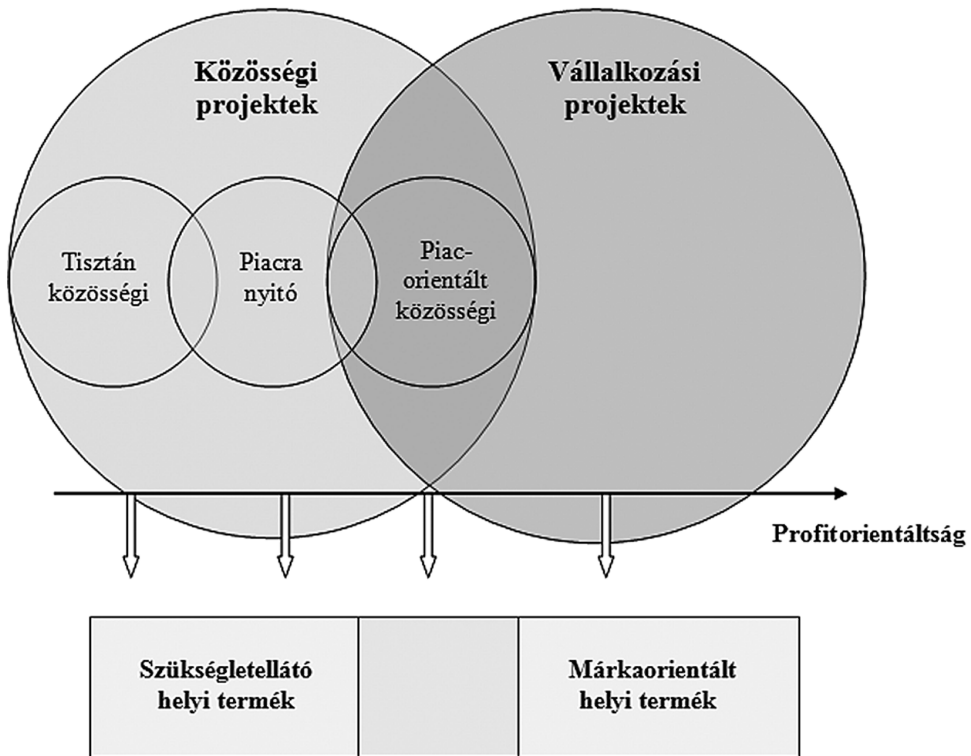 Közösségi
projektek
Vállalkozási
projektek
Tisztán
közösségi
Piacra
nyitó
Piac-
orientált
közösségi
Profitorientáltság
Szükségletellátó
helyi termék
Márkaorientált
helyi termék